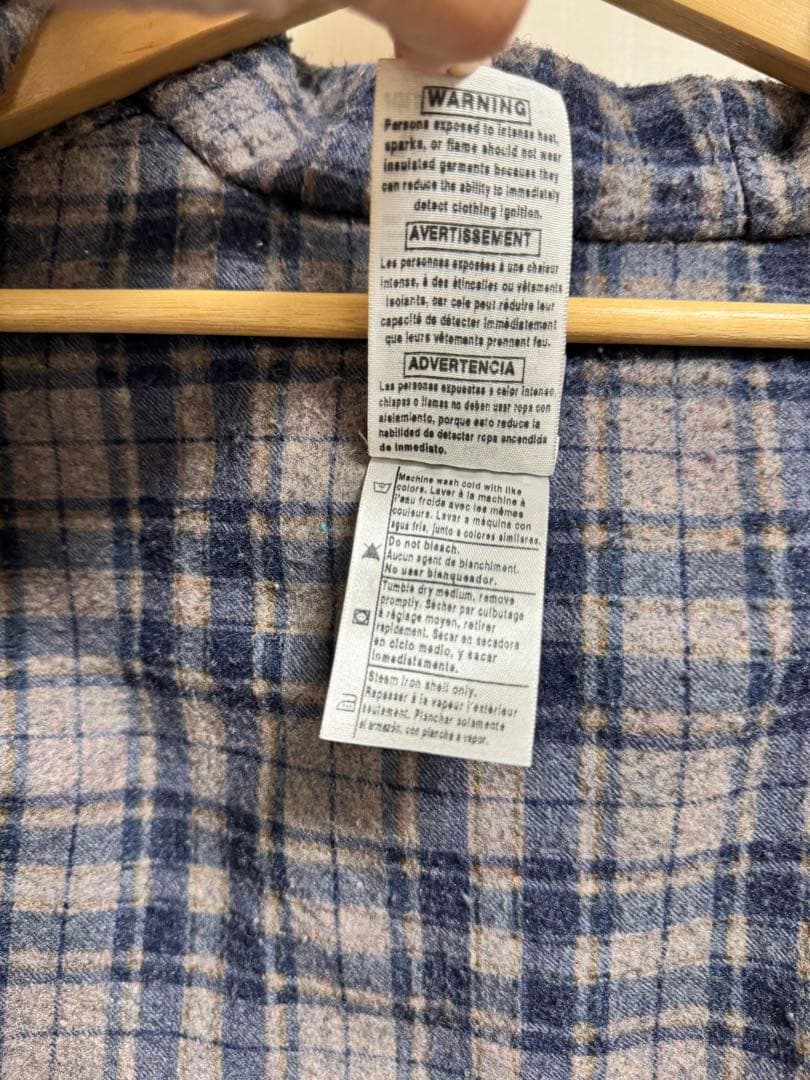 WARNING
Persons exposed to intense heat,
sparks, or flame should not wear
insulated garments because they
can reduce the ability to immediately
detect clothing ignition.
AVERTISSEMENT
Les personnes exposées à une chaleur
intense, à des étincelles ou vêtements
isolants, car cela peut réduire leur
capacité de détecter immédiatement
que leurs vêtements prennent feu.
ADVERTENCIA
Las personas expuestas a calor intenso,
chispas o llamas no deben usar ropa con
aislamiento, porque esto reduce la
habilidad de detectar ropa encendida
de inmediato.
Machine wash cold with like
colors. Laver à la machine à
l'eau froide avec les mêmes
couleurs. Lavar a máquina con
agua fría, junto a colores similares.
Do not bleach.
Aucun agent de blanchiment.
No usar blanqueador.
Tumble dry medium, remove
promptly. Sécher par culbutage
à réglage moyen, retirer
rapidement. Secar en secadora
en ciclo medio, y sacar
inmediatamente.
Steam iron shell only.
Repasser à la vapeur l'extérieur
seulement. Planchar solamente
el armazón, con plancha a vapor.